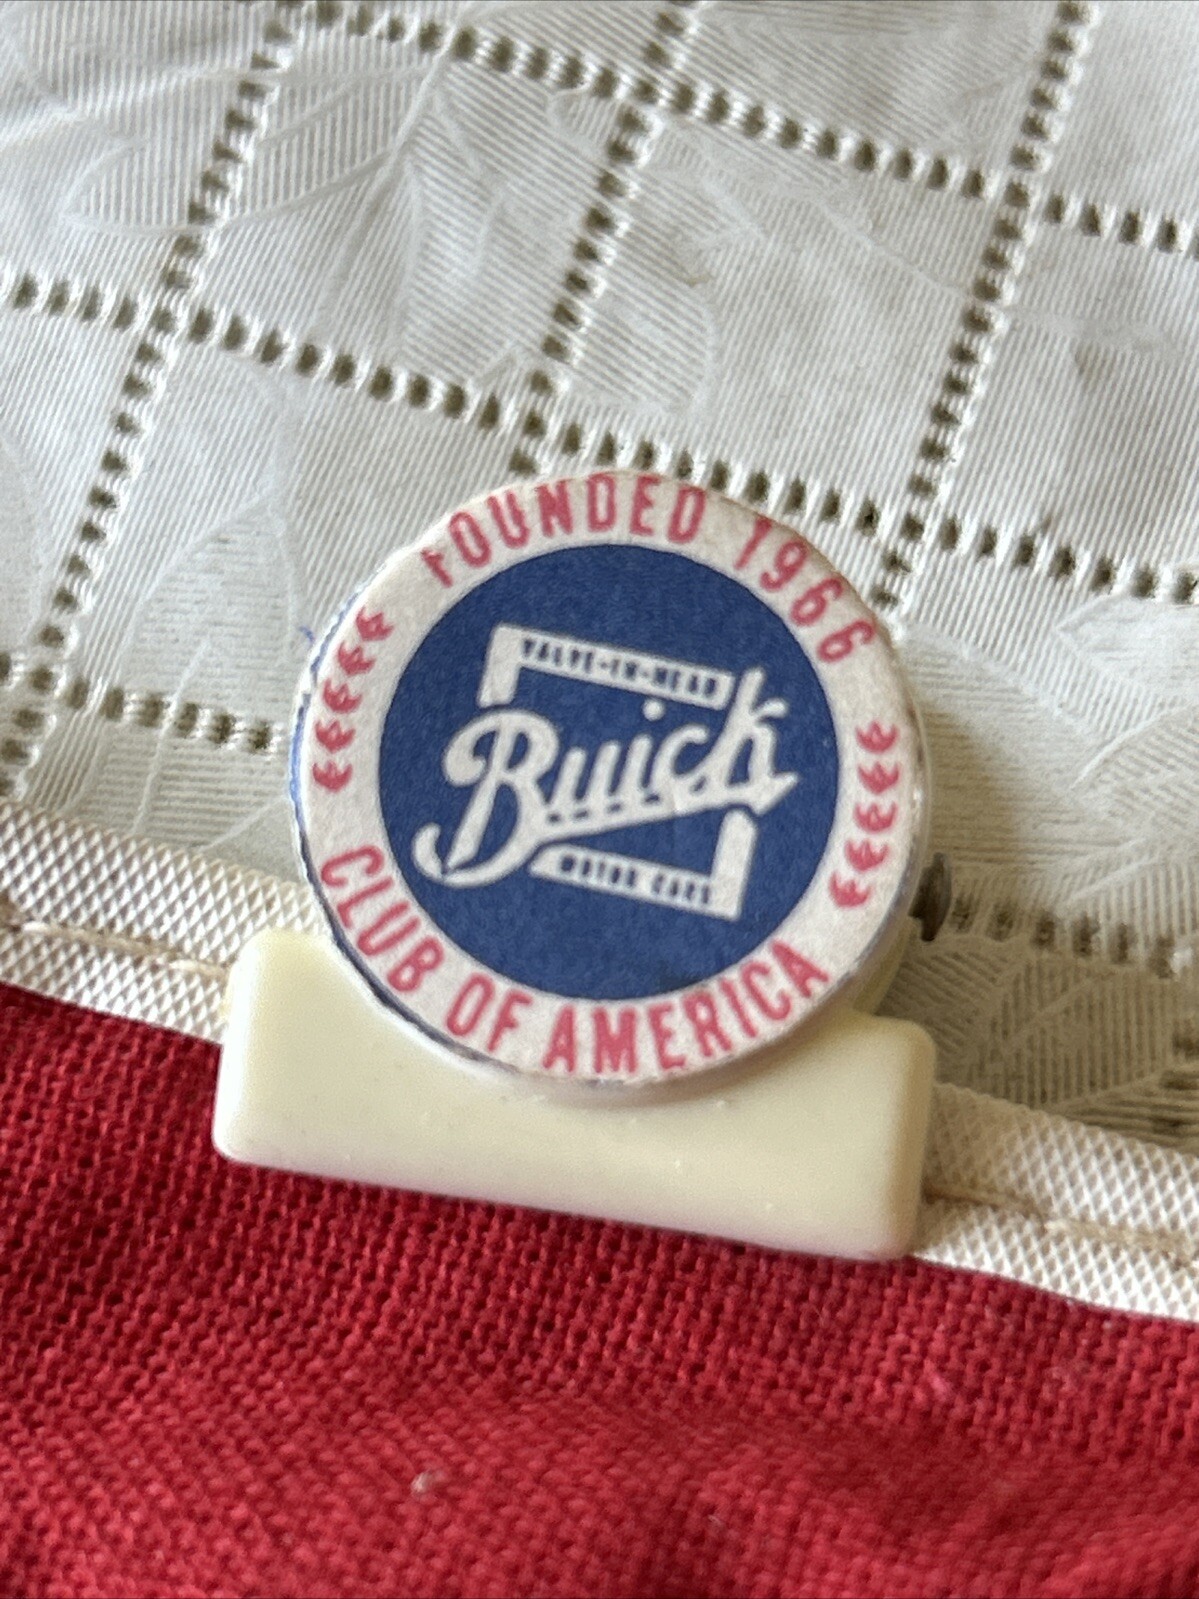 FOUNDED 1966
VALVE-IN-HEAD
Buick
MOTOR CARS
CLUB OF AMERICA